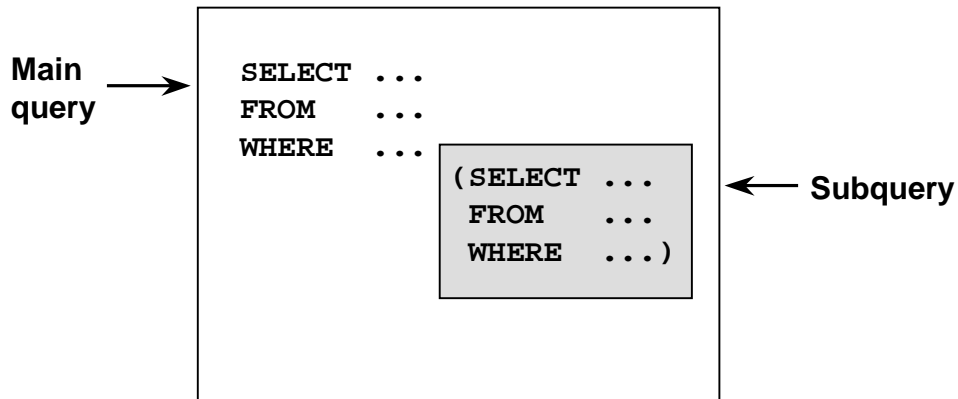 Main
query
SELECT ...
FROM ...
WHERE ...
(SELECT ...
FROM ...
WHERE ...)
Subquery